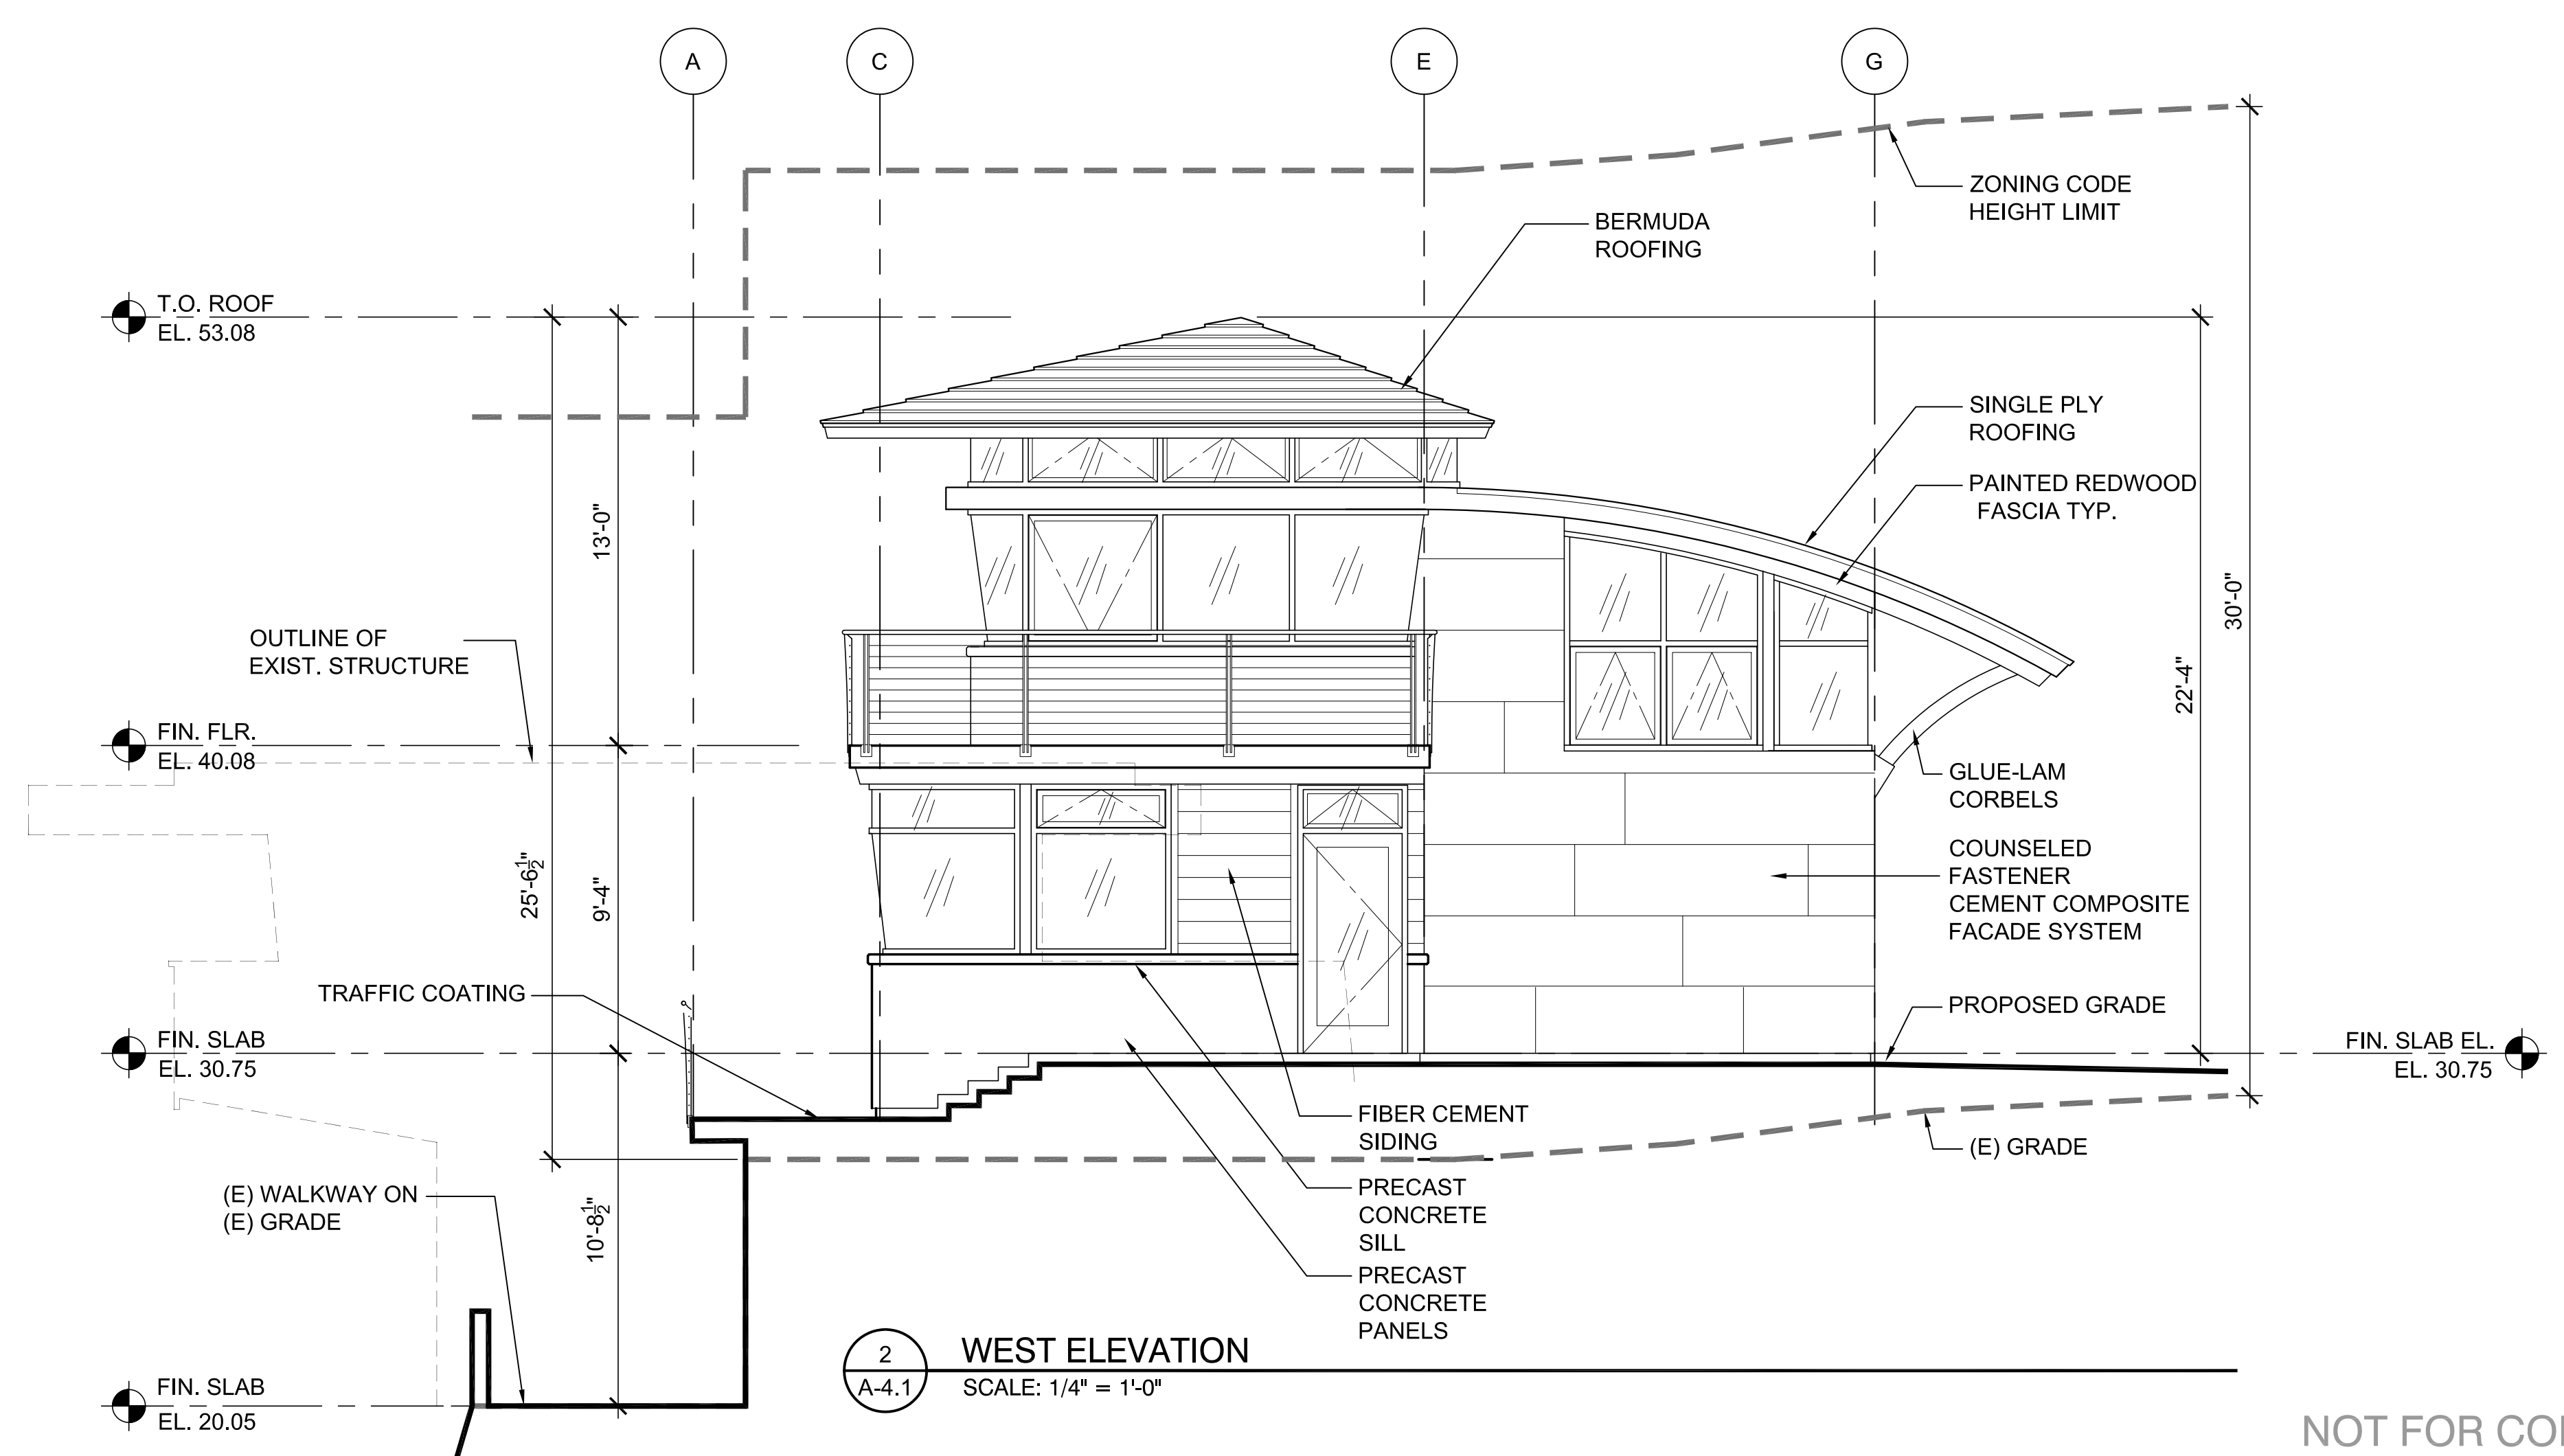 A
C
E
G
ZONING CODE
HEIGHT LIMIT
BERMUDA
ROOFING
T.O. ROOF
EL. 53.08
SINGLE PLY
ROOFING
PAINTED REDWOOD
FASCIA TYP.
13'-0"
30'-0"
22'-4"
OUTLINE OF
EXIST. STRUCTURE
FIN. FLR.
EL. 40.08
GLUE-LAM
CORBELS
25'-6 1/2"
9'-4"
COUNSELED
FASTENER
CEMENT COMPOSITE
FACADE SYSTEM
TRAFFIC COATING
PROPOSED GRADE
FIN. SLAB
EL. 30.75
FIN. SLAB EL.
EL. 30.75
FIBER CEMENT
SIDING
(E) GRADE
(E) WALKWAY ON
(E) GRADE
10'-8 1/2"
PRECAST
CONCRETE
SILL
PRECAST
CONCRETE
PANELS
2
A-4.1
WEST ELEVATION
SCALE: 1/4" = 1'-0"
FIN. SLAB
EL. 20.05
NOT FOR